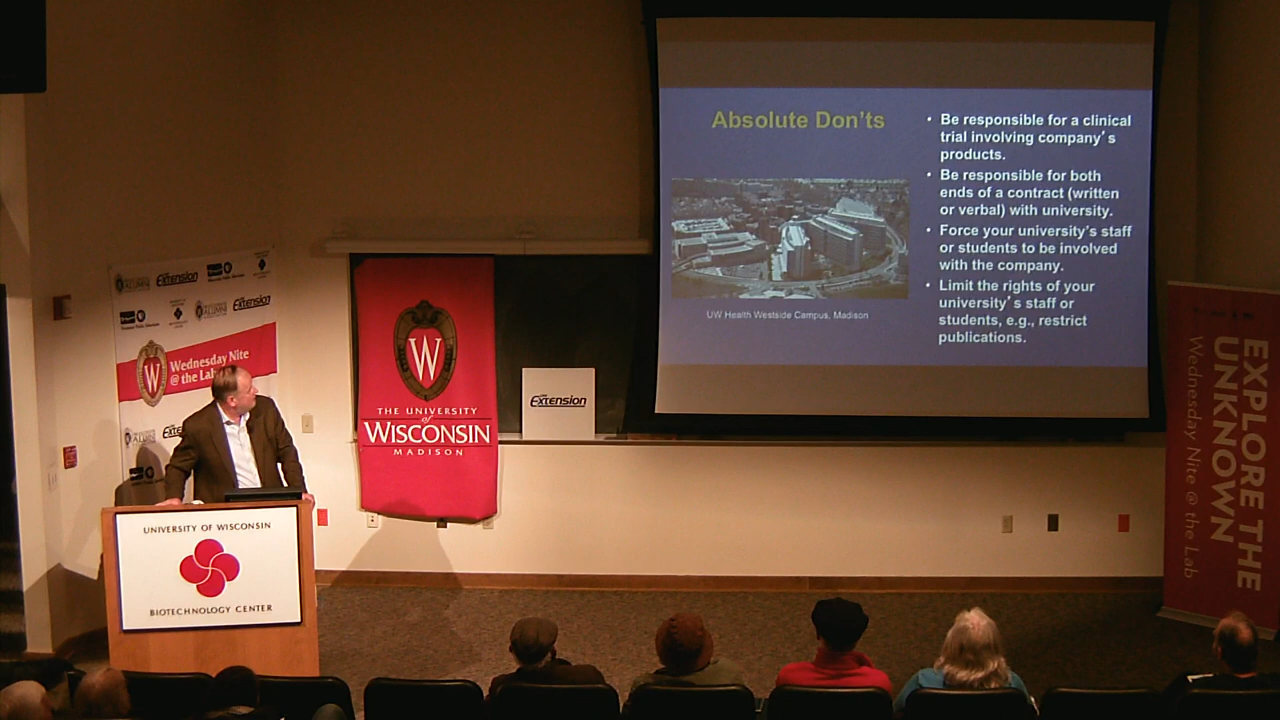 Absolute Don'ts
• Be responsible for a clinical
trial involving company's
products.
• Be responsible for both
ends of a contract (written
or verbal) with university.
• Force your university's staff
or students to be involved
with the company.
• Limit the rights of your
university's staff or
students, e.g., restrict
publications.
UW Health Westside Campus, Madison
Extension
Extension
Wednesday Nite
@ the Lab
W
W
THE UNIVERSITY
of
WISCONSIN
MADISON
Extension
UNIVERSITY OF WISCONSIN
BIOTECHNOLOGY CENTER
EXPLORE THE
UNKNOWN
Wednesday Nite @ the Lab